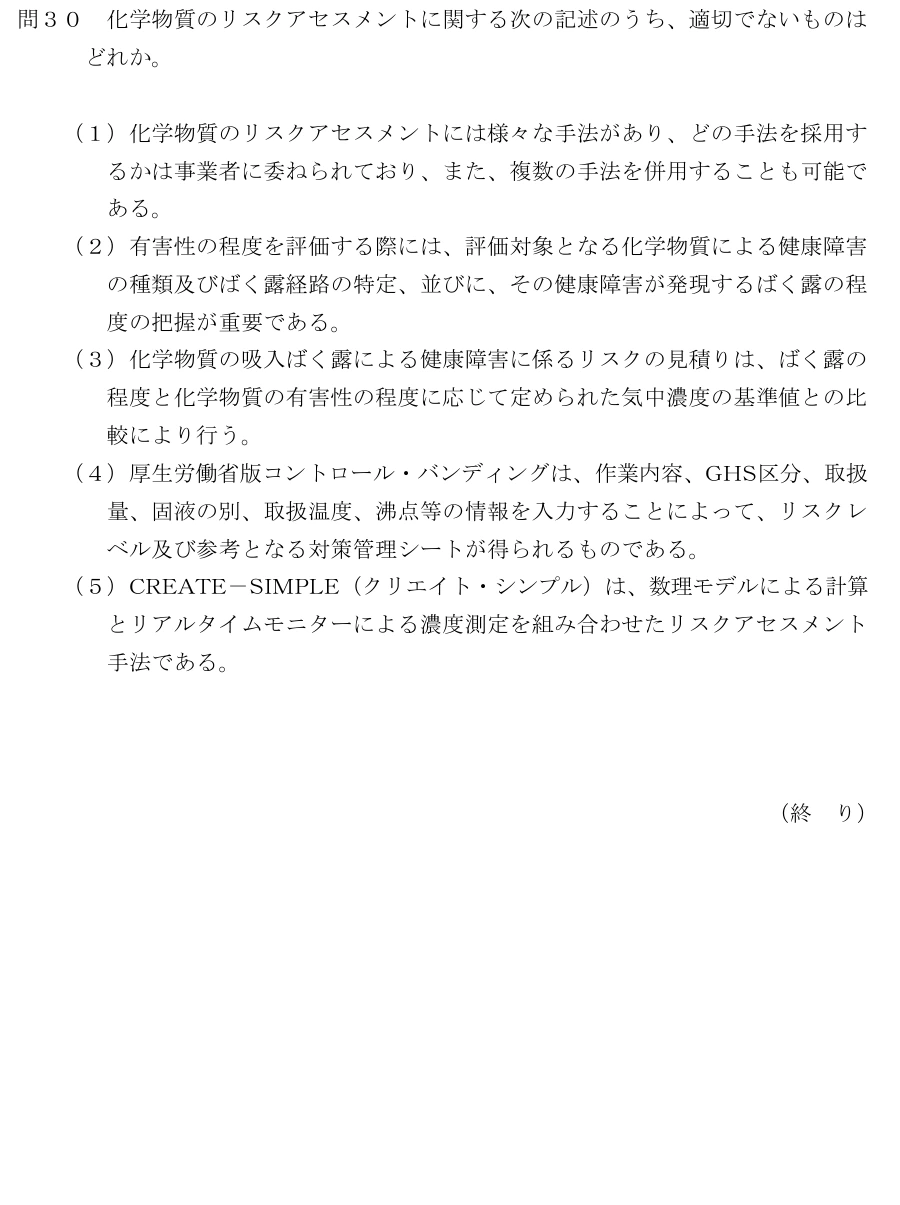 問３０　化学物質のリスクアセスメントに関する次の記述のうち、適切でないものは
どれか。
（１）化学物質のリスクアセスメントには様々な手法があり、どの手法を採用す
るかは事業者に委ねられており、また、複数の手法を併用することも可能で
ある。
（２）有害性の程度を評価する際には、評価対象となる化学物質による健康障害
の種類及びばく露経路の特定、並びに、その健康障害が発現するばく露の程
度の把握が重要である。
（３）化学物質の吸入ばく露による健康障害に係るリスクの見積りは、ばく露の
程度と化学物質の有害性の程度に応じて定められた気中濃度の基準値との比
較により行う。
（４）厚生労働省版コントロール・バンディングは、作業内容、GHS区分、取扱
量、固液の別、取扱温度、沸点等の情報を入力することによって、リスクレ
ベル及び参考となる対策管理シートが得られるものである。
（５）CREATE－SIMPLE（クリエイト・シンプル）は、数理モデルによる計算
とリアルタイムモニターによる濃度測定を組み合わせたリスクアセスメント
手法である。
（終　り）